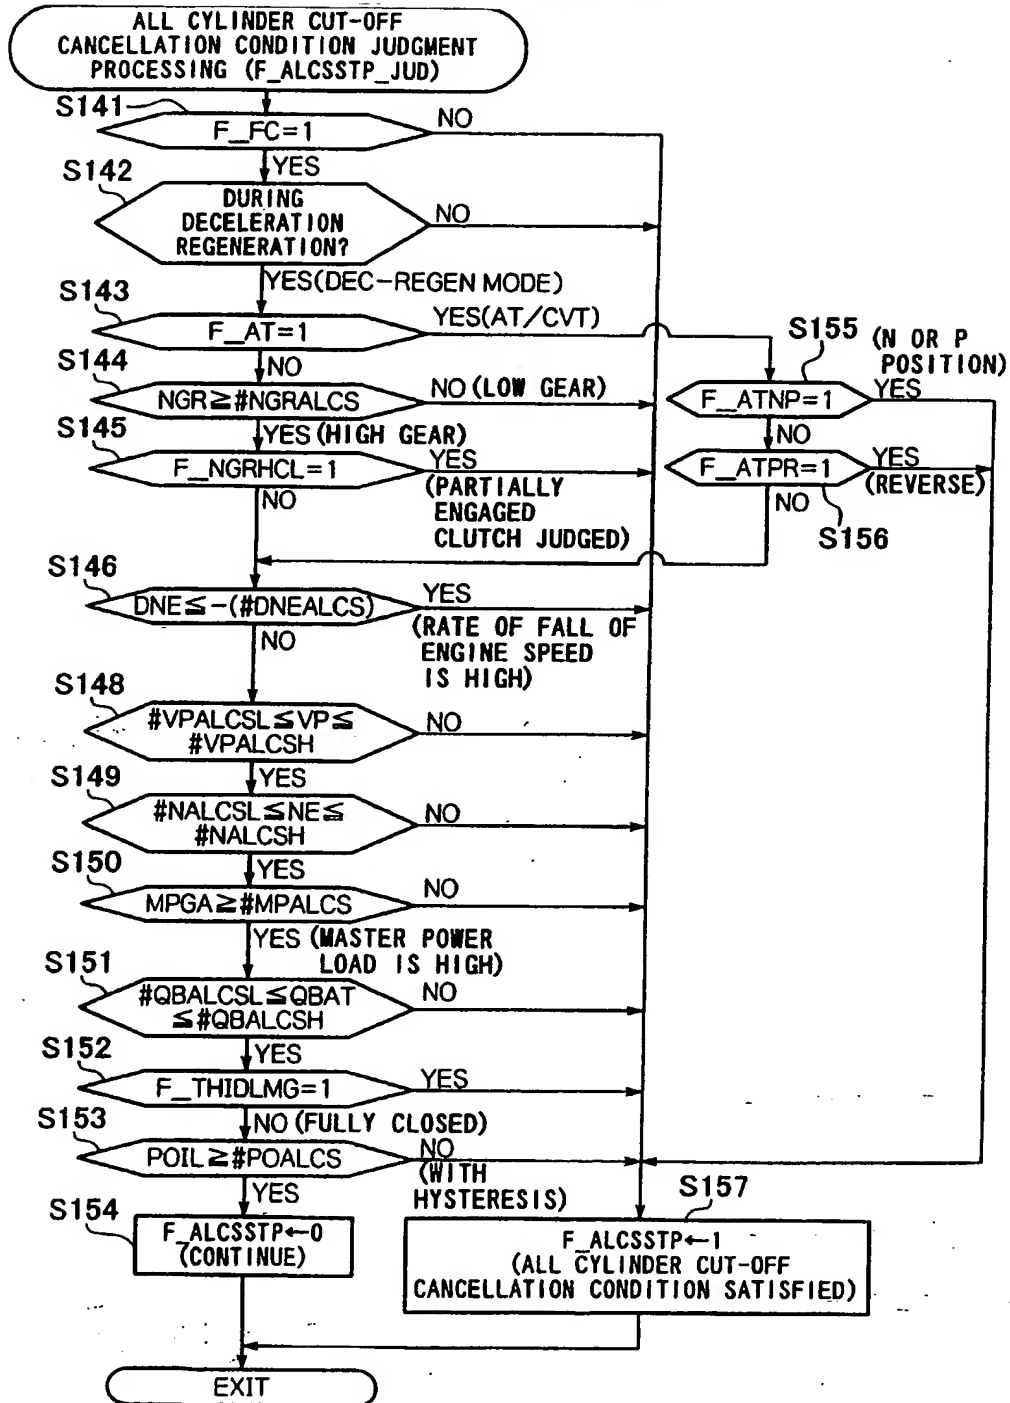 ALL CYLINDER CUT-OFF
CANCELLATION CONDITION JUDGMENT
PROCESSING (F_ALCSSTP_JUD)
S141
F_FC=1
NO
YES
S142
DURING
DECELERATION
REGENERATION?
NO
YES(DEC-REGEN MODE)
S143
F_AT=1
YES(AT/CVT)
NO
S155
(N OR P
POSITION)
F_ATNP=1
YES
NO
S144
NGR≧#NGRALCS
NO (LOW GEAR)
YES (HIGH GEAR)
S145
F_NGRHCL=1
YES
(PARTIALLY
ENGAGED
CLUTCH JUDGED)
NO
F_ATPR=1
YES
(REVERSE)
NO
S156
S146
DNE≦-(#DNEALCS)
YES
(RATE OF FALL OF
ENGINE SPEED
IS HIGH)
NO
S148
#VPALCSL≦VP≦
#VPALCSH
NO
YES
S149
#NALCSL≦NE≦
#NALCSH
NO
YES
S150
MPGA≧#MPALCS
NO
YES (MASTER POWER
LOAD IS HIGH)
S151
#QBALCSL≦QBAT
≦#QBALCSH
NO
YES
S152
F_THIDLMG=1
YES
NO (FULLY CLOSED)
S153
POIL≧#POALCS
NO
(WITH
HYSTERESIS)
YES
S154
F_ALCSSTP←0
(CONTINUE)
S157
F_ALCSSTP←1
(ALL CYLINDER CUT-OFF
CANCELLATION CONDITION SATISFIED)
EXIT